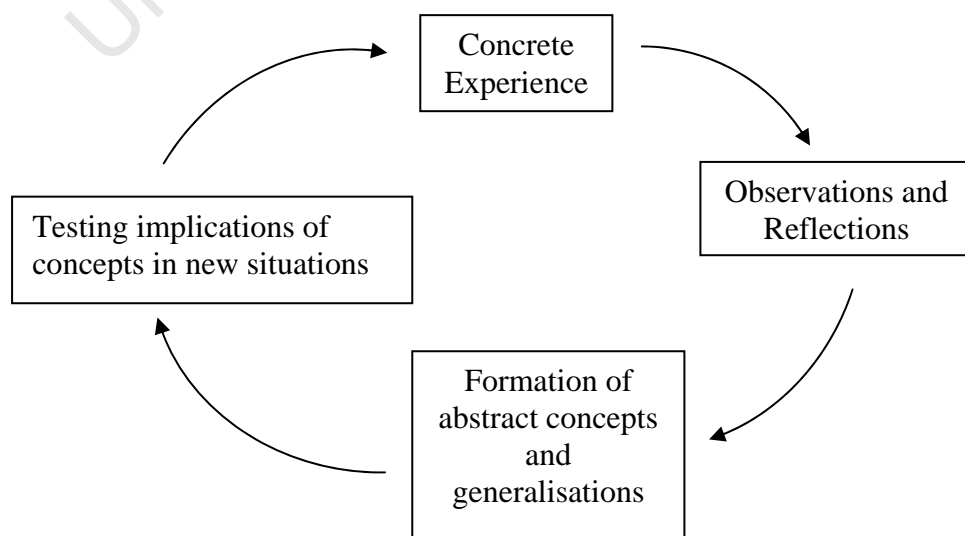 Concrete
Experience
Observations and
Reflections
Testing implications of
concepts in new situations
Formation of
abstract concepts
and
generalisations